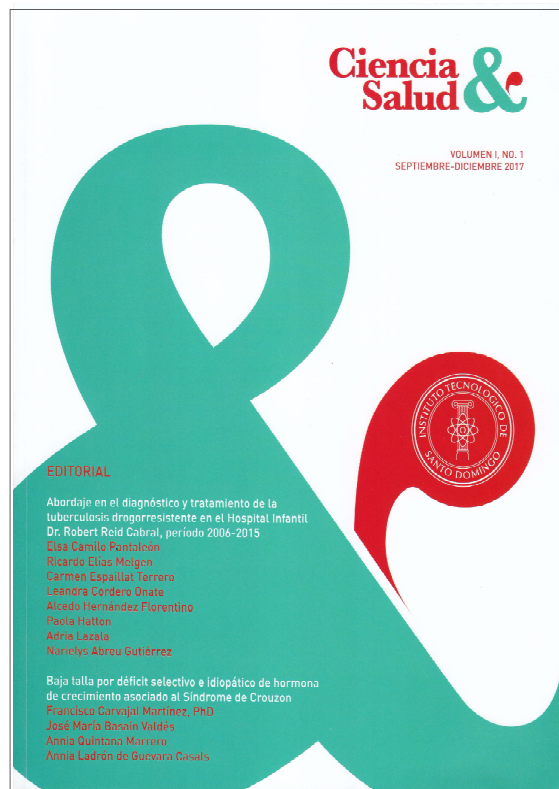 Ciencia &
Salud
VOLUMEN I, NO. 1
SEPTIEMBRE-DICIEMBRE 2017
INSTITUTO TECNOLOGICO DE
SANTO DOMINGO
EDITORIAL
Abordaje en el diagnóstico y tratamiento de la
tuberculosis drogorresistente en el Hospital Infantil
Dr. Robert Reid Cabral, período 2006-2015
Elsa Camilo Pantaleón
Ricardo Elías Melgen
Carmen Espaillat Terrero
Leandra Cordero Oñate
Alcedo Hernández Florentino
Paola Hatton
Adria Lazala
Narielys Abreu Gutiérrez
Baja talla por déficit selectivo e idiopático de hormona
de crecimiento asociado al Síndrome de Crouzon
Francisco Carvajal Martínez, PhD
José María Basain Valdés
Annia Quintana Marrero
Annia Ladrón de Guevara Casals